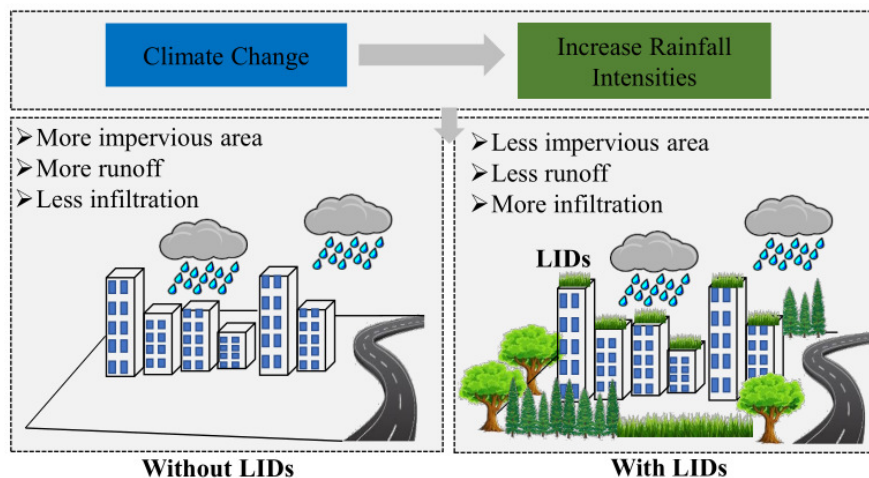 Climate Change
Increase Rainfall
Intensities
➢More impervious area
➢More runoff
➢Less infiltration
➢Less impervious area
➢Less runoff
➢More infiltration
LIDs
Without LIDs
With LIDs